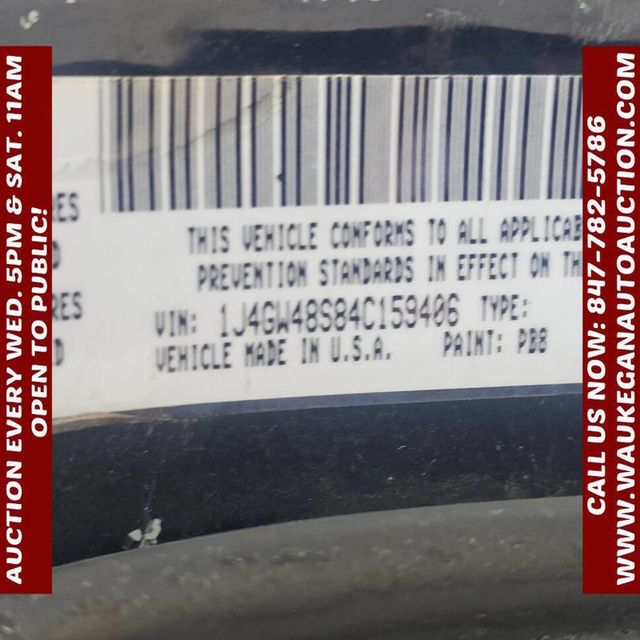 AUCTION EVERY WED. 5PM & SAT. 11AM
OPEN TO PUBLIC!
THIS VEHICLE CONFORMS TO ALL APPLICAB
PREVENTION STANDARDS IN EFFECT ON TH
VIN: 1J4GW48S84C159406 TYPE:
VEHICLE MADE IN U.S.A. PAINT: PBB
RES
D
RES
D
CALL US NOW: 847-782-5786
WWW.WAUKEGANAUTOAUCTION.COM